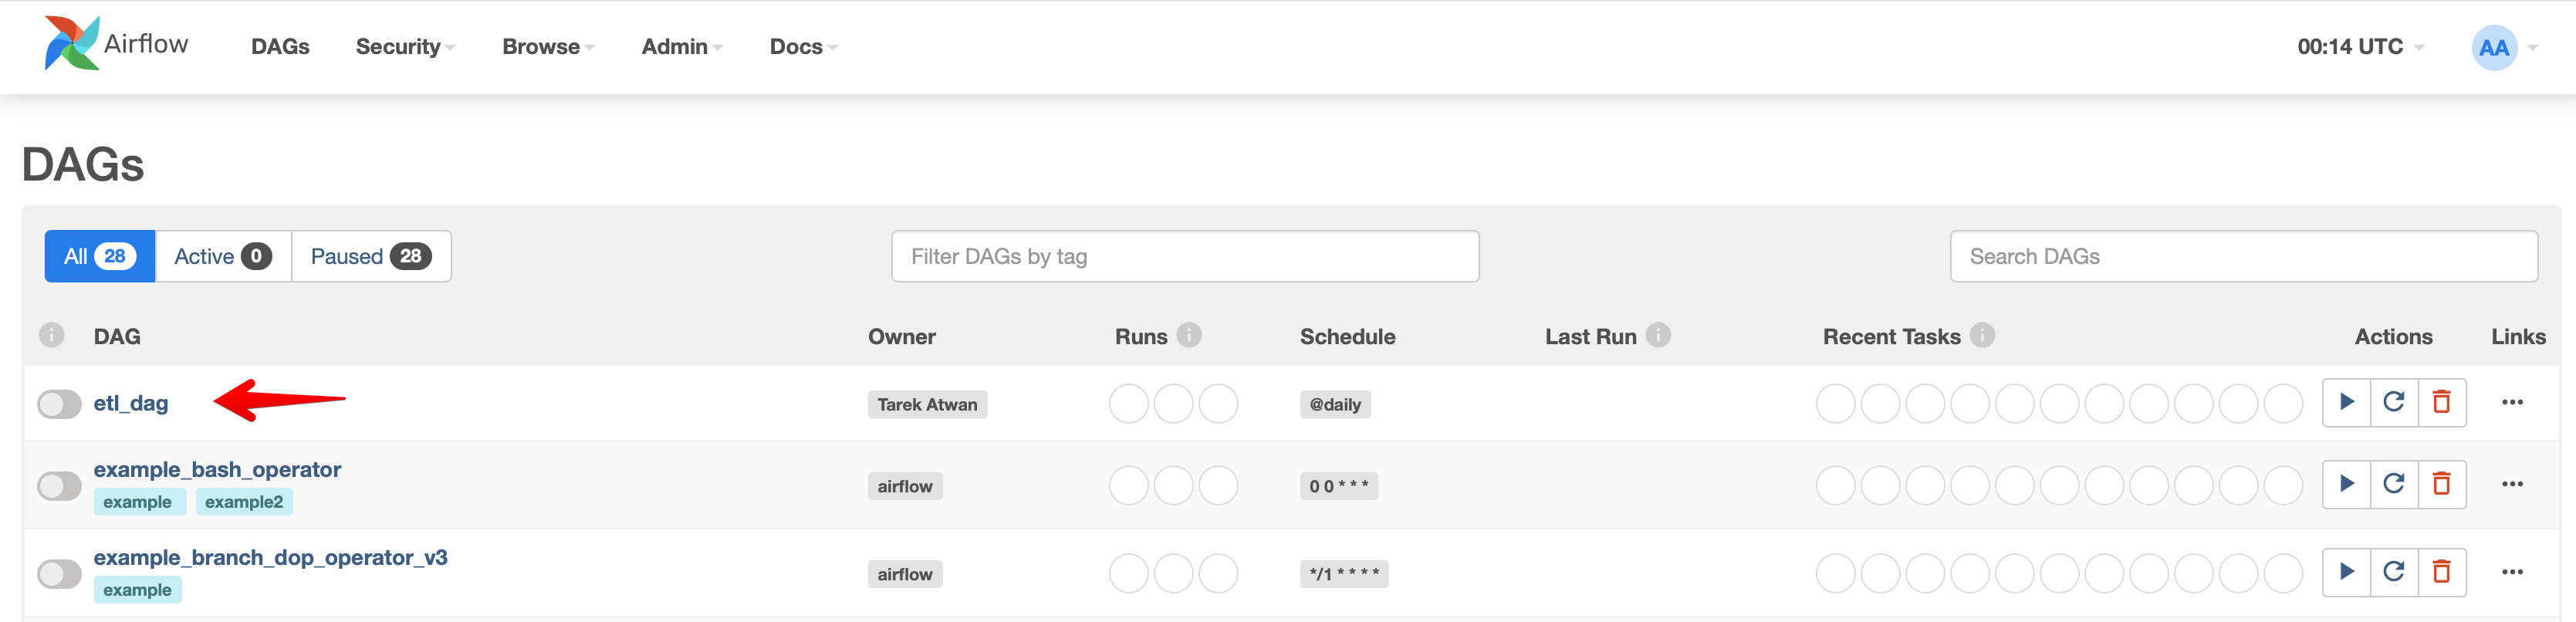 Airflow DAGs Security Browse Admin Docs 00:14 UTC AA
DAGs
All 28 Active 0 Paused 28 Filter DAGs by tag Search DAGs
i DAG Owner Runs i Schedule Last Run i Recent Tasks i Actions Links
etl_dag Tarek Atwan @daily
example_bash_operator
example example2 airflow 0 0 * * *
example_branch_dop_operator_v3
example airflow */1 * * * *